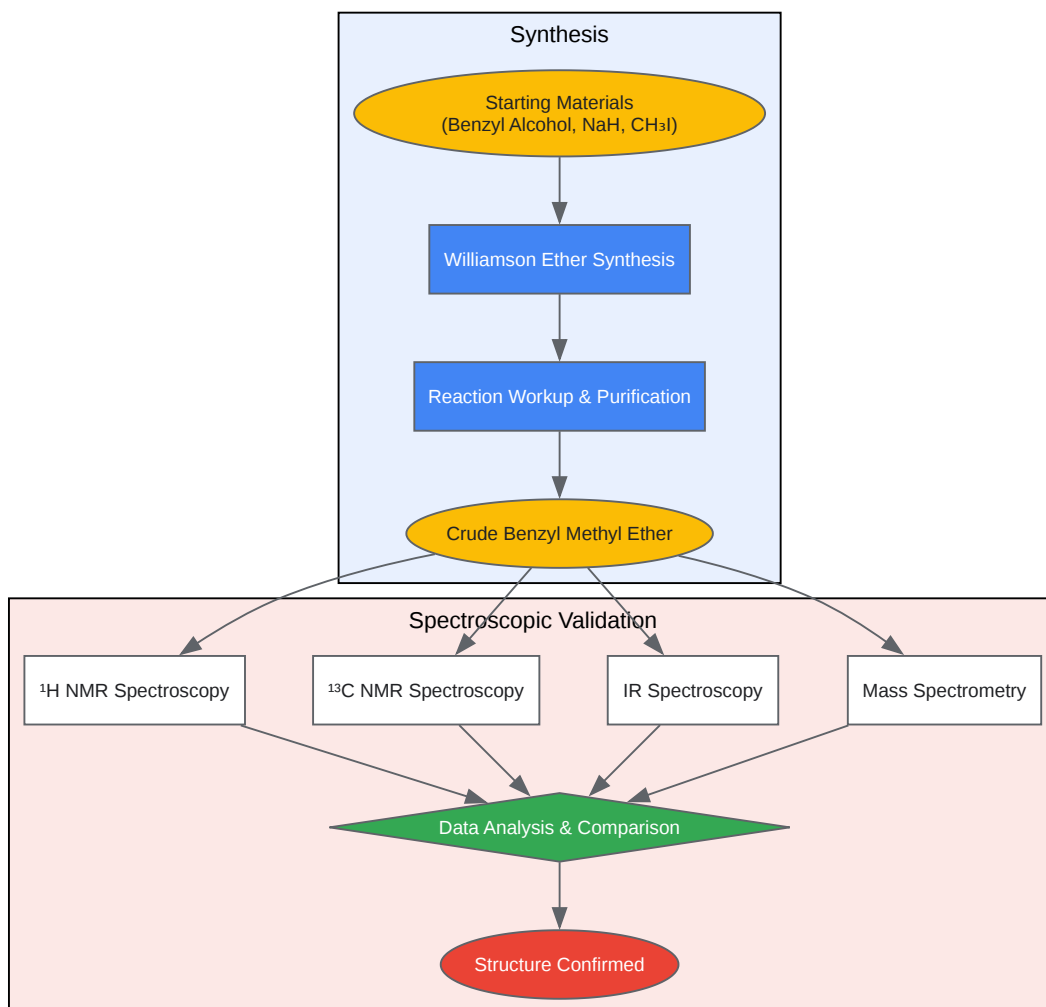 Synthesis
Starting Materials
(Benzyl Alcohol, NaH, CH₃I)
Williamson Ether Synthesis
Reaction Workup & Purification
Crude Benzyl Methyl Ether
Spectroscopic Validation
¹H NMR Spectroscopy
¹³C NMR Spectroscopy
IR Spectroscopy
Mass Spectrometry
Data Analysis & Comparison
Structure Confirmed